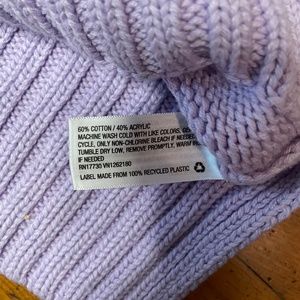 60% COTTON / 40% ACRYLIC
MACHINE WASH COLD WITH LIKE COLORS.
CYCLE, ONLY NON-CHLORINE BLEACH IF NEEDED.
TUMBLE DRY LOW, REMOVE PROMPTLY, WARM
IF NEEDED
RN17730 VN1262180
LABEL MADE FROM 100% RECYCLED PLASTIC